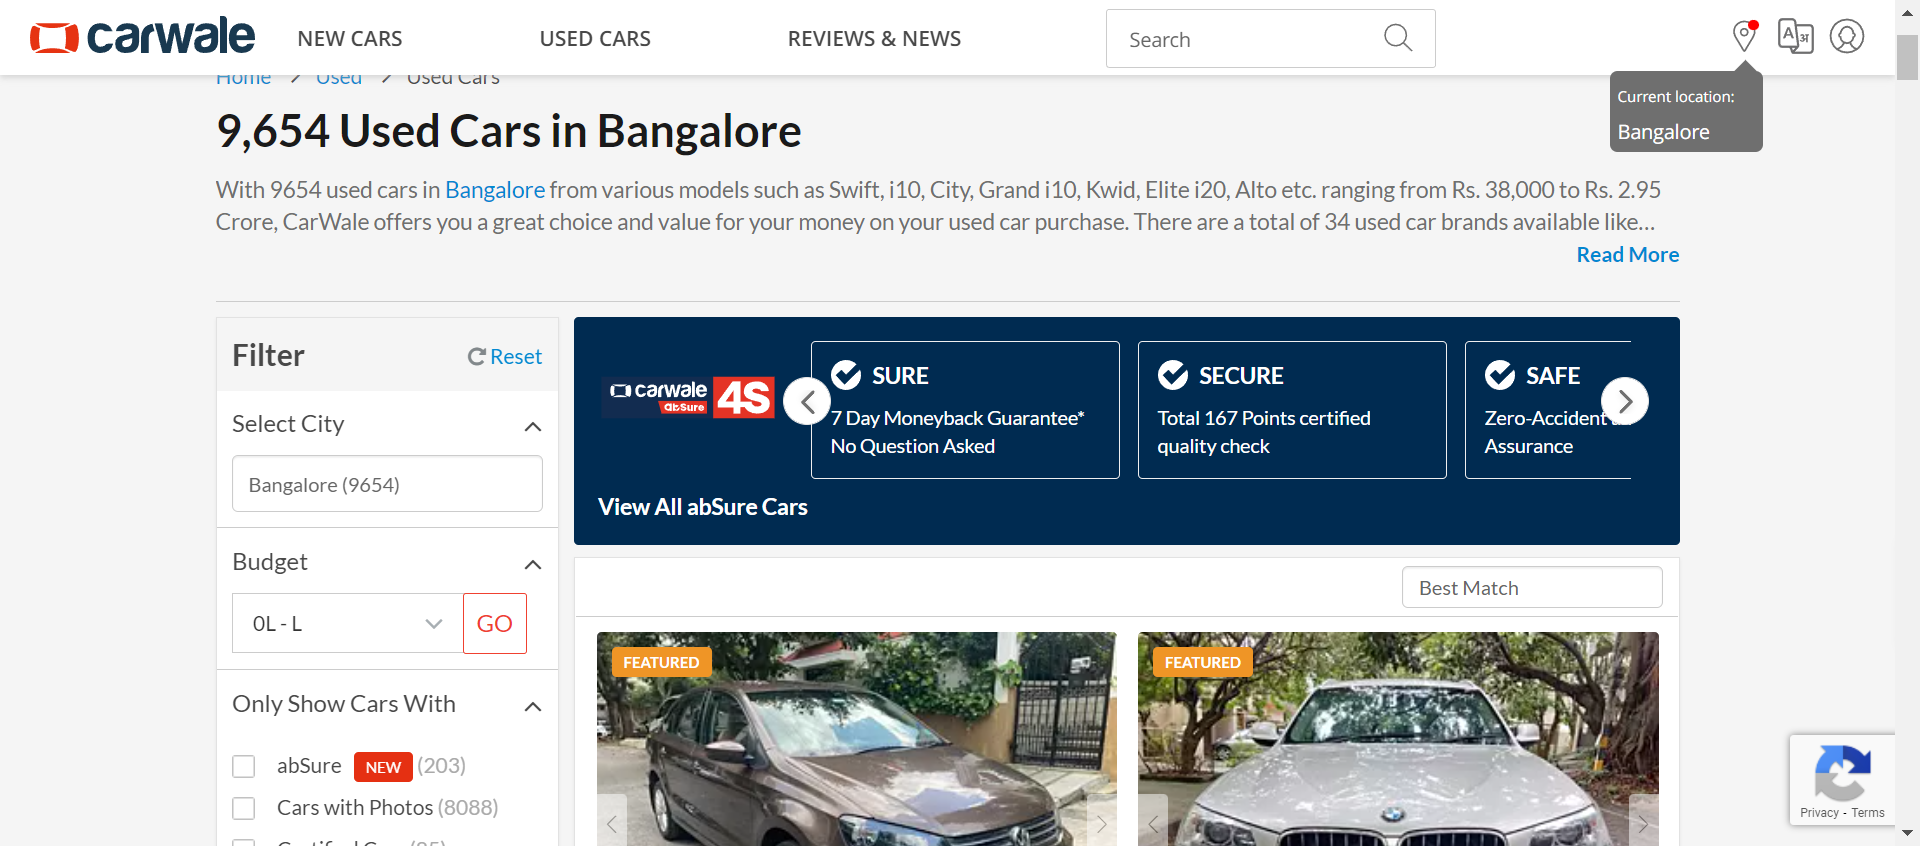 carwale NEW CARS USED CARS REVIEWS & NEWS Search
Home Used Used Cars
Current location:
Bangalore
9,654 Used Cars in Bangalore
With 9654 used cars in Bangalore from various models such as Swift, i10, City, Grand i10, Kwid, Elite i20, Alto etc. ranging from Rs. 38,000 to Rs. 2.95
Crore, CarWale offers you a great choice and value for your money on your used car purchase. There are a total of 34 used car brands available like...
Read More
Filter Reset
Select City
Bangalore (9654)
Budget
0L - L GO
Only Show Cars With
abSure NEW (203)
Cars with Photos (8088)
carwale
abSure 4S
SURE
7 Day Moneyback Guarantee*
No Question Asked
SECURE
Total 167 Points certified
quality check
SAFE
Zero-Accident
Assurance
View All abSure Cars
Best Match
FEATURED
FEATURED
Privacy - Terms